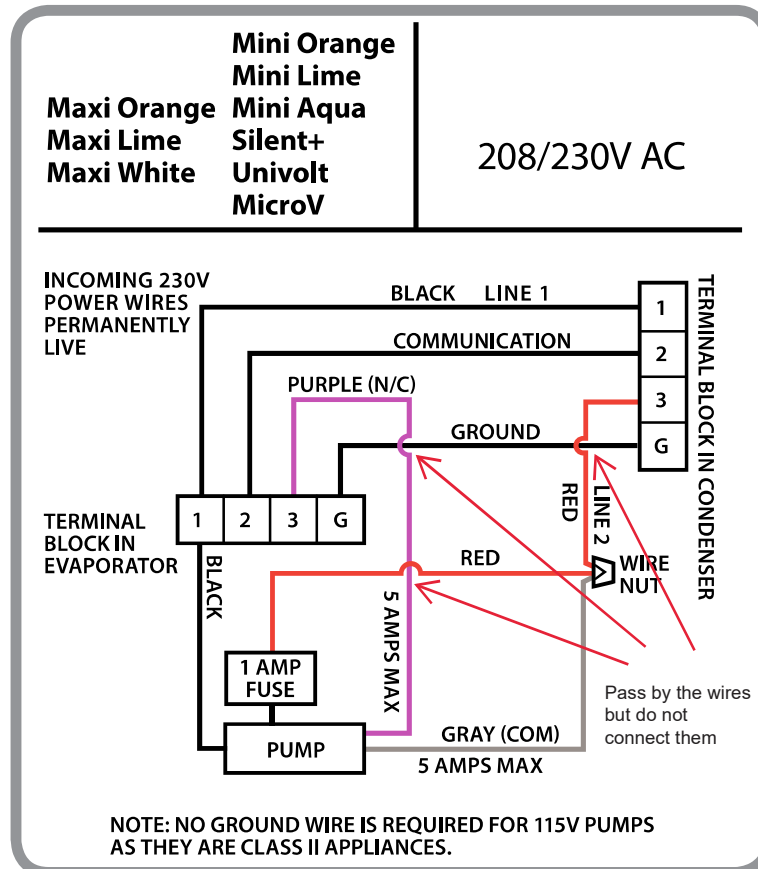 Maxi Orange
Maxi Lime
Maxi White
Mini Orange
Mini Lime
Mini Aqua
Silent+
Univolt
MicroV
208/230V AC
INCOMING 230V
POWER WIRES
PERMANENTLY
LIVE
BLACK LINE 1
COMMUNICATION
PURPLE (N/C)
GROUND
1
2
3
G
TERMINAL BLOCK IN CONDENSER
TERMINAL
BLOCK IN
EVAPORATOR
1 2 3 G
RED
LINE 2
BLACK
RED
WIRE
NUT
5 AMPS MAX
1 AMP
FUSE
PUMP
GRAY (COM)
5 AMPS MAX
Pass by the wires
but do not
connect them
NOTE: NO GROUND WIRE IS REQUIRED FOR 115V PUMPS
AS THEY ARE CLASS II APPLIANCES.